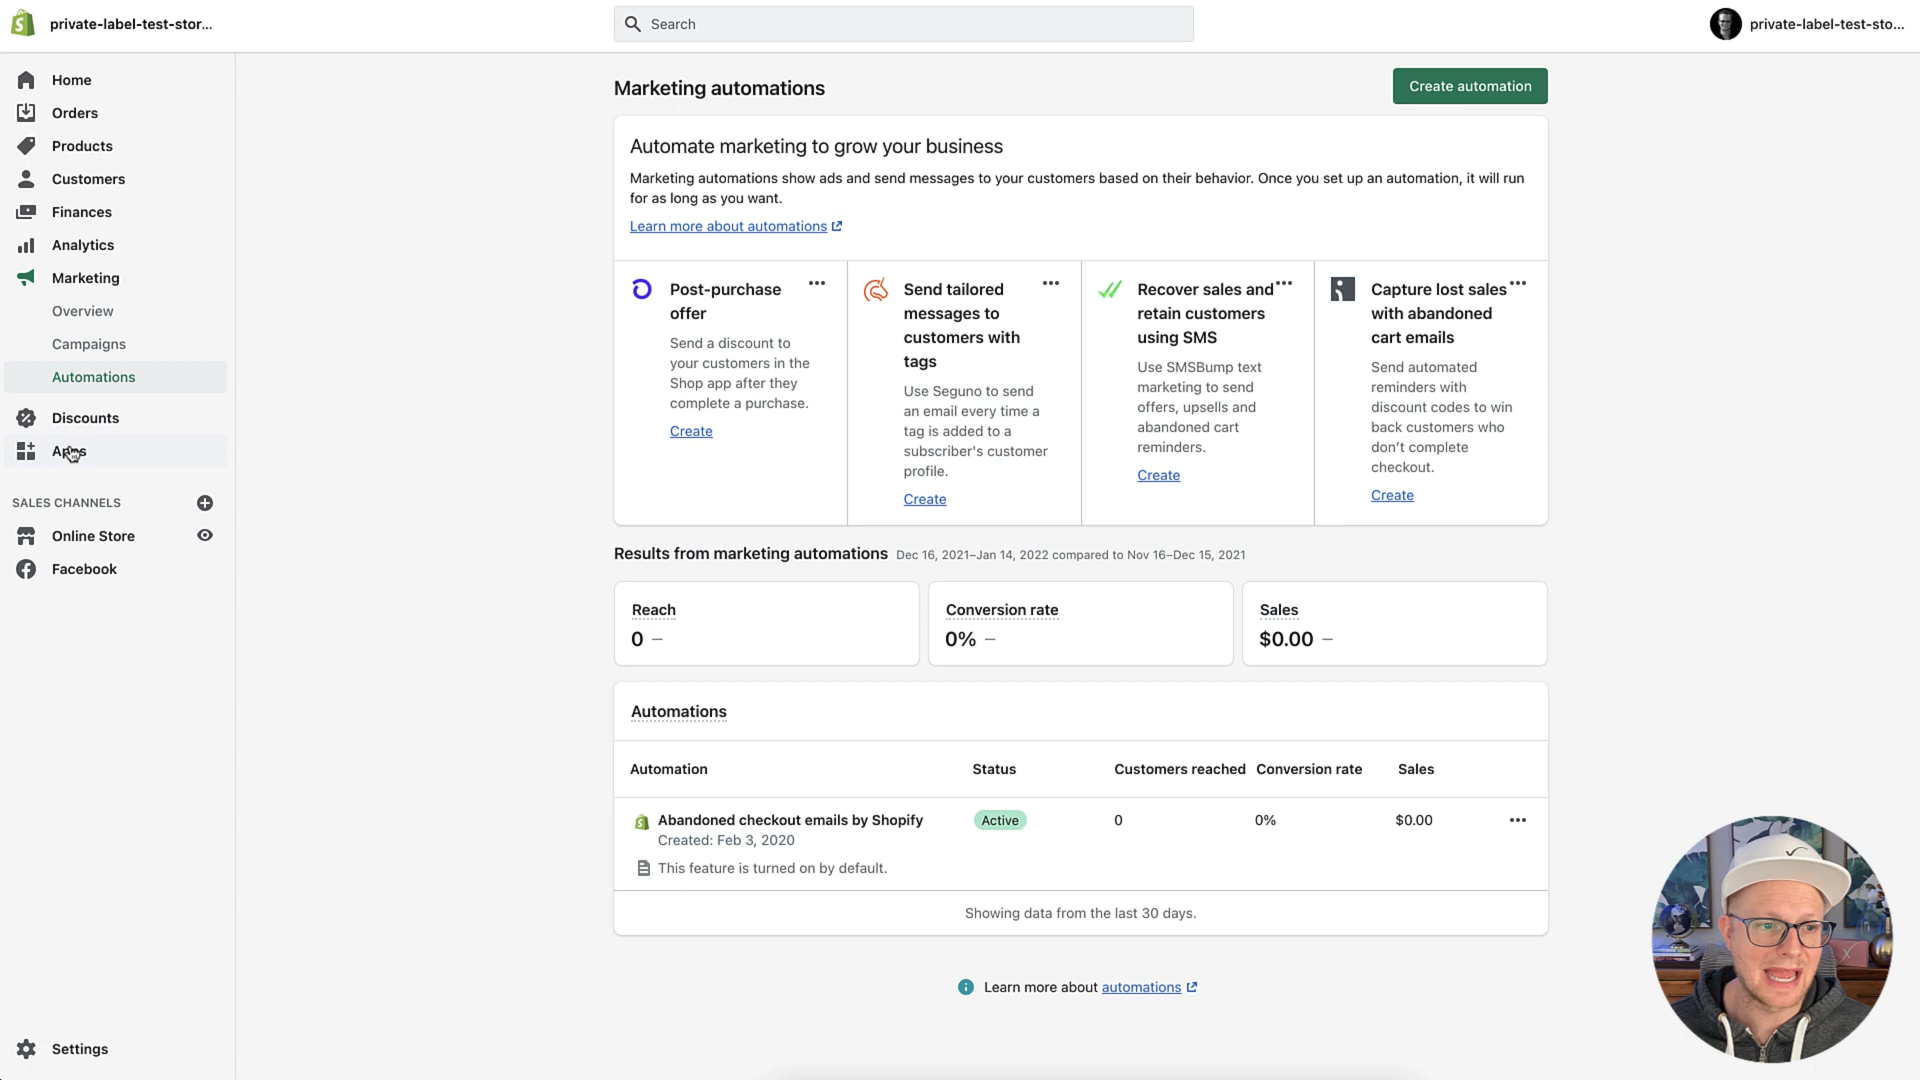 private-label-test-stor...
Search
private-label-test-sto...
Home
Orders
Products
Customers
Finances
Analytics
Marketing
Overview
Campaigns
Automations
Discounts
Apps
SALES CHANNELS
Online Store
Facebook
Settings
Marketing automations
Create automation
Automate marketing to grow your business
Marketing automations show ads and send messages to your customers based on their behavior. Once you set up an automation, it will run
for as long as you want.
Learn more about automations
Post-purchase
offer
Send a discount to
your customers in the
Shop app after they
complete a purchase.
Create
Send tailored
messages to
customers with
tags
Use Seguno to send
an email every time a
tag is added to a
subscriber's customer
profile.
Create
Recover sales and
retain customers
using SMS
Use SMSBump text
marketing to send
offers, upsells and
abandoned cart
reminders.
Create
Capture lost sales
with abandoned
cart emails
Send automated
reminders with
discount codes to win
back customers who
don't complete
checkout.
Create
Results from marketing automations Dec 16, 2021–Jan 14, 2022 compared to Nov 16–Dec 15, 2021
Reach
0 –
Conversion rate
0% –
Sales
$0.00 –
Automations
Automation Status Customers reached Conversion rate Sales
Abandoned checkout emails by Shopify Active 0 0% $0.00
Created: Feb 3, 2020
This feature is turned on by default.
Showing data from the last 30 days.
Learn more about automations